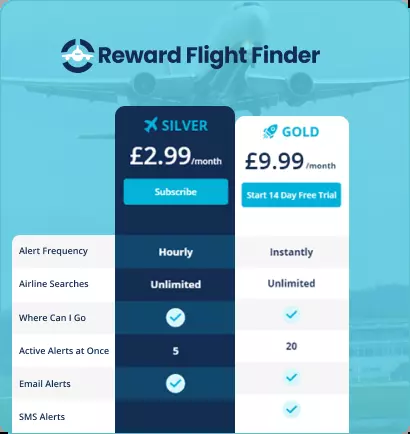 Reward Flight Finder
SILVER
£2.99/month
Subscribe
GOLD
£9.99/month
Start 14 Day Free Trial
Alert Frequency Hourly Instantly
Airline Searches Unlimited Unlimited
Where Can I Go
Active Alerts at Once 5 20
Email Alerts
SMS Alerts